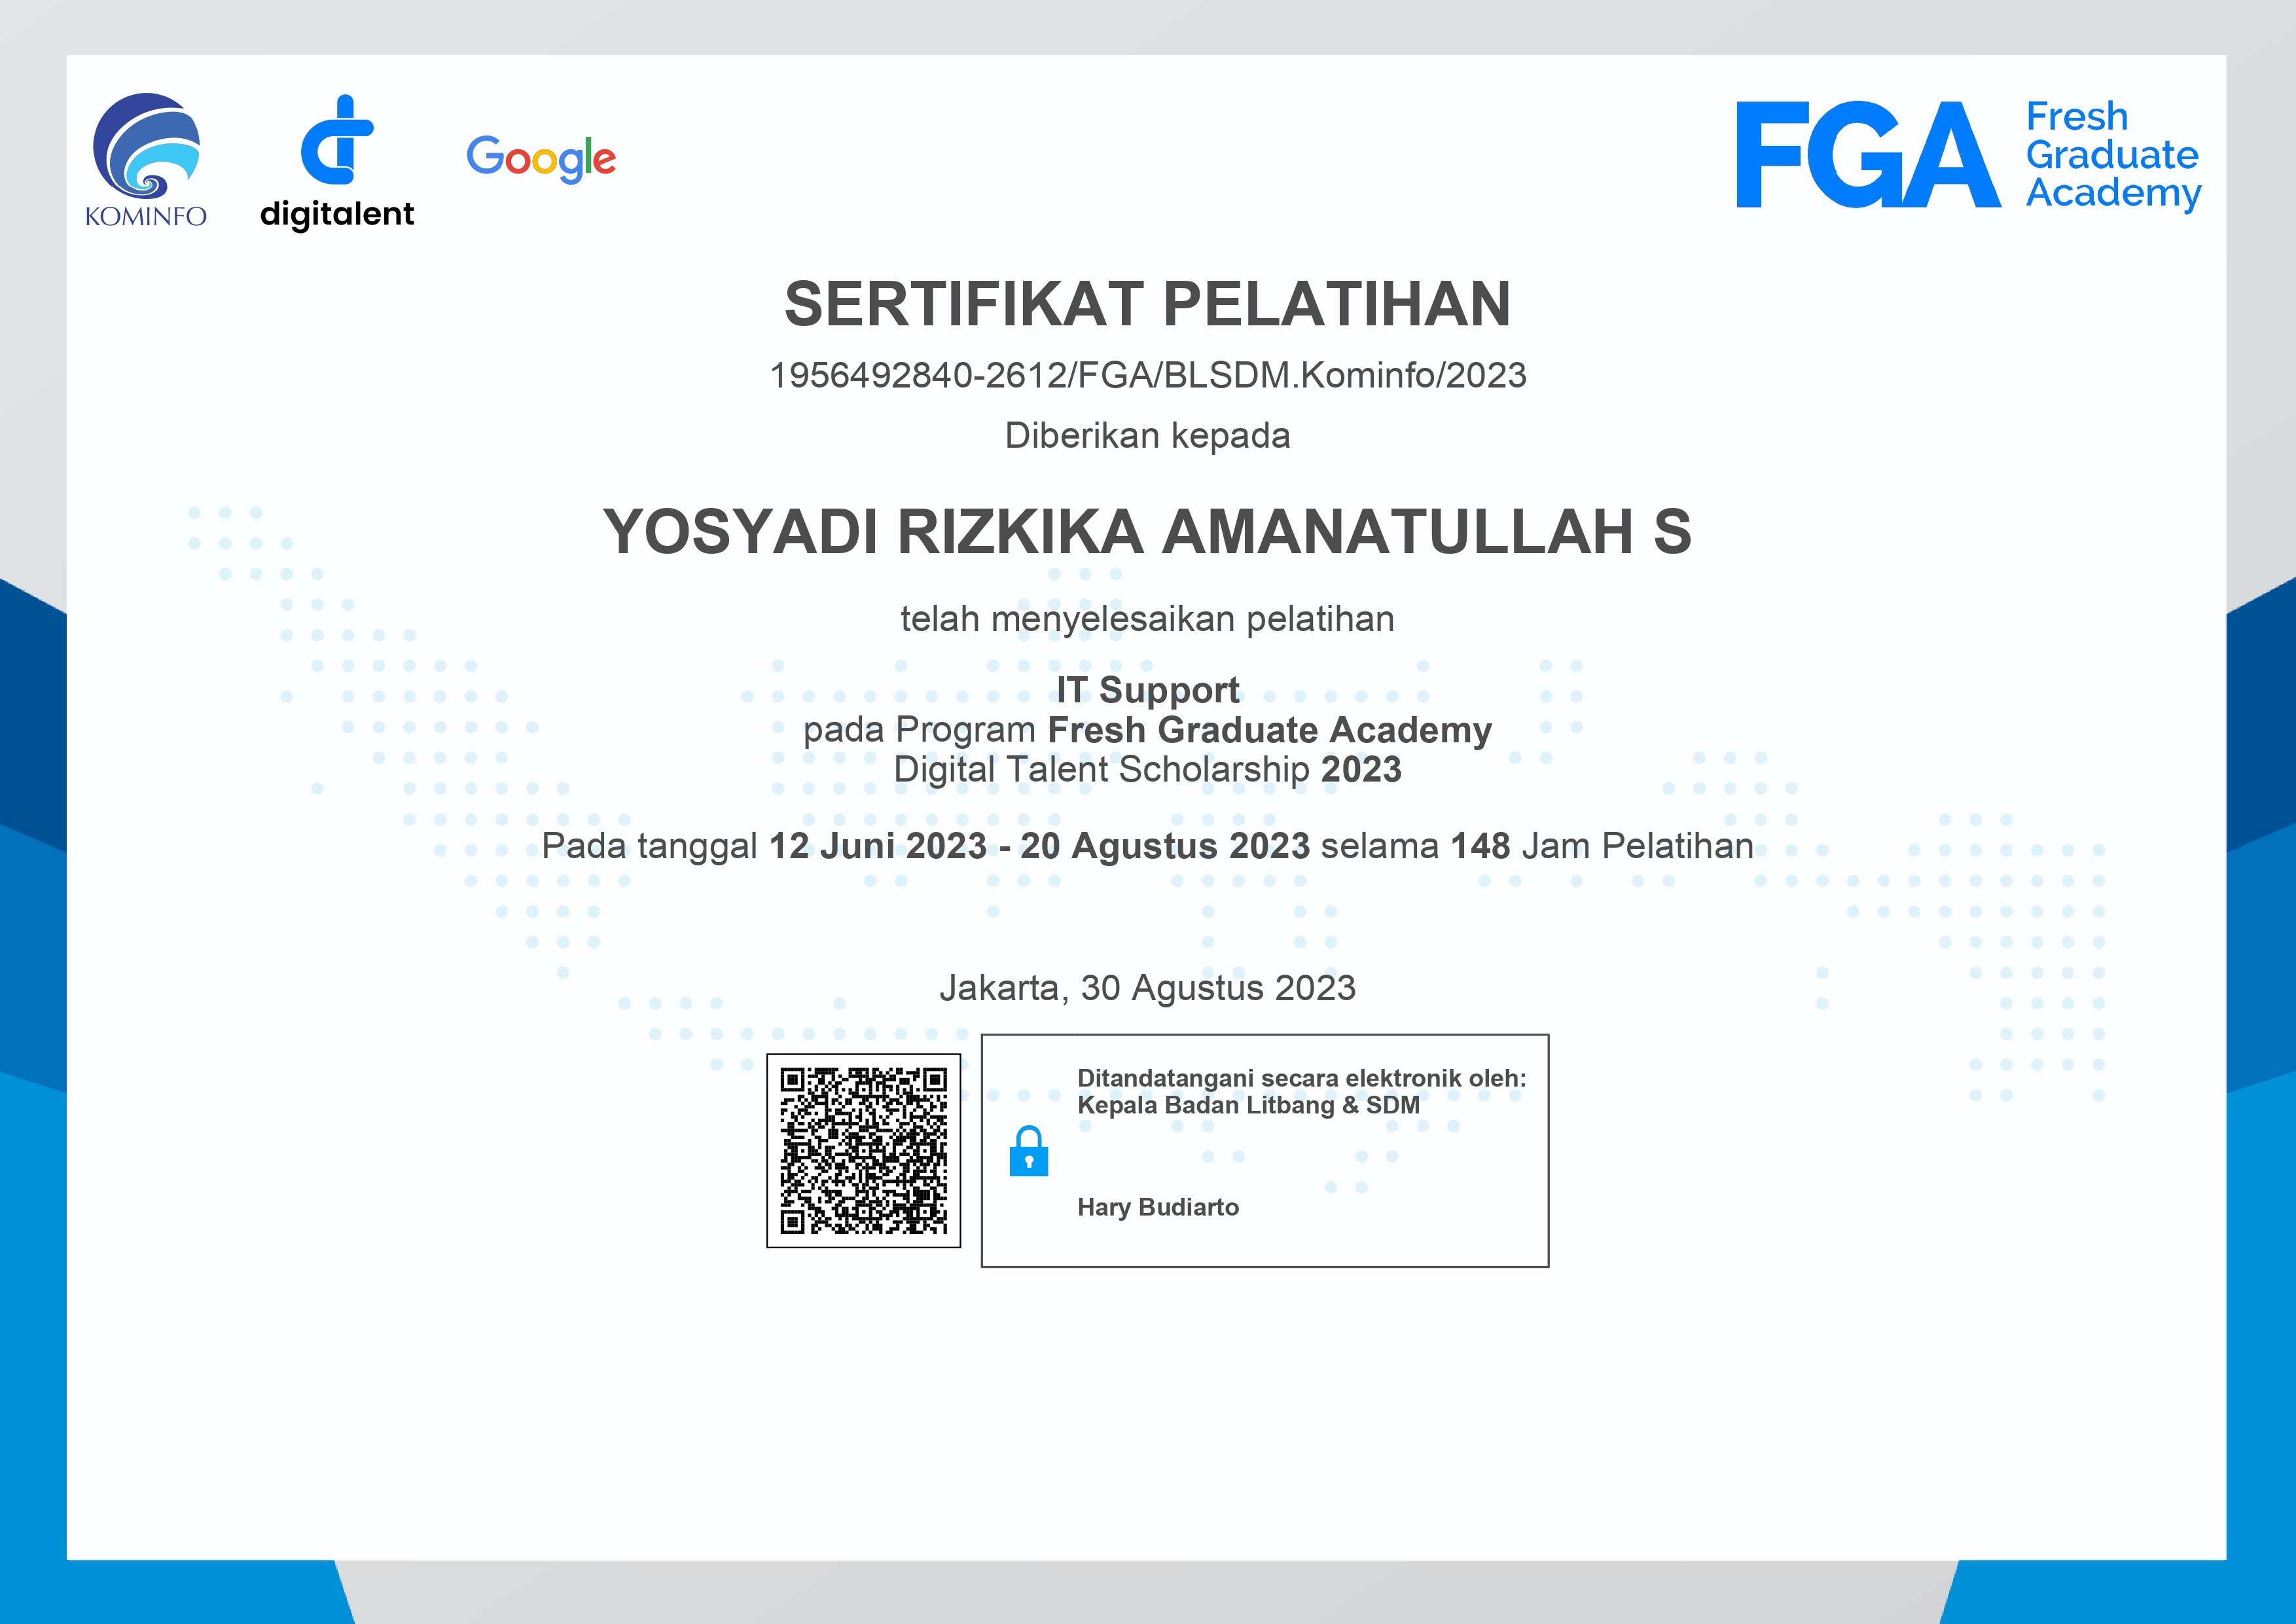 KOMINFO
digitalent
Google
FGA
Fresh
Graduate
Academy
SERTIFIKAT PELATIHAN
1956492840-2612/FGA/BLSDM.Kominfo/2023
Diberikan kepada
YOSYADI RIZKIKA AMANATULLAH S
telah menyelesaikan pelatihan
IT Support
pada Program Fresh Graduate Academy
Digital Talent Scholarship 2023
Pada tanggal 12 Juni 2023 - 20 Agustus 2023 selama 148 Jam Pelatihan
Jakarta, 30 Agustus 2023
Ditandatangani secara elektronik oleh:
Kepala Badan Litbang & SDM
Hary Budiarto